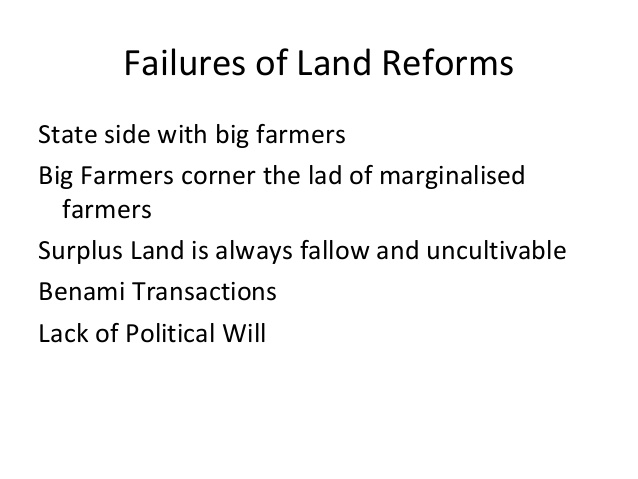 Failures of Land Reforms
State side with big farmers
Big Farmers corner the lad of marginalised
farmers
Surplus Land is always fallow and uncultivable
Benami Transactions
Lack of Political Will